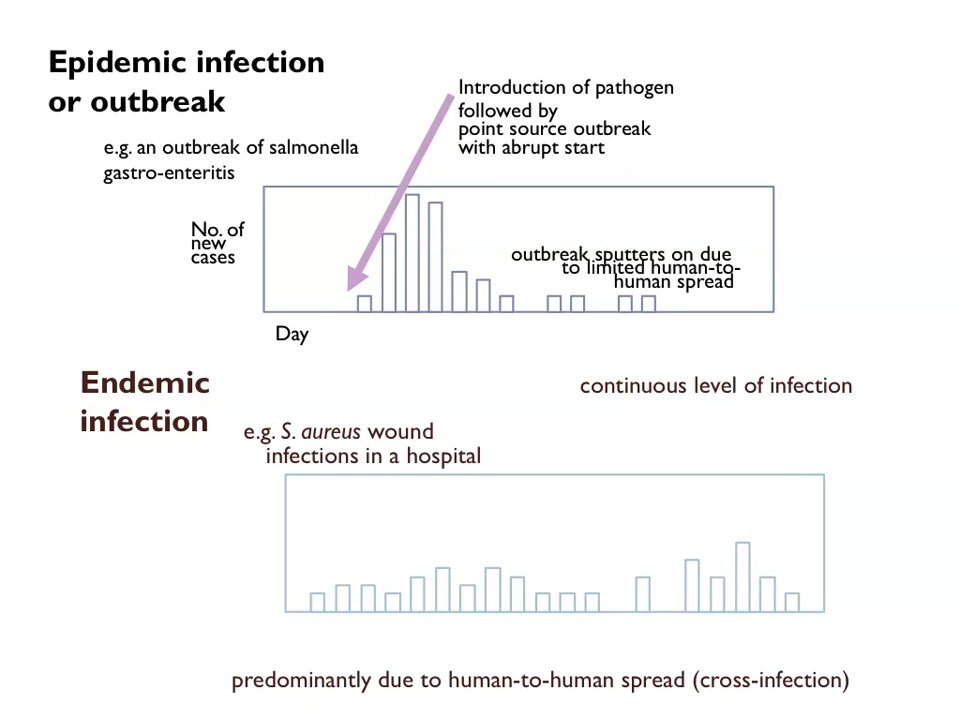 Epidemic infection
or outbreak
Introduction of pathogen
followed by
point source outbreak
with abrupt start
e.g. an outbreak of salmonella
gastro-enteritis
No. of
new
cases
outbreak sputters on due
to limited human-to-
human spread
Day
Endemic
infection
continuous level of infection
e.g. S. aureus wound
infections in a hospital
predominantly due to human-to-human spread (cross-infection)